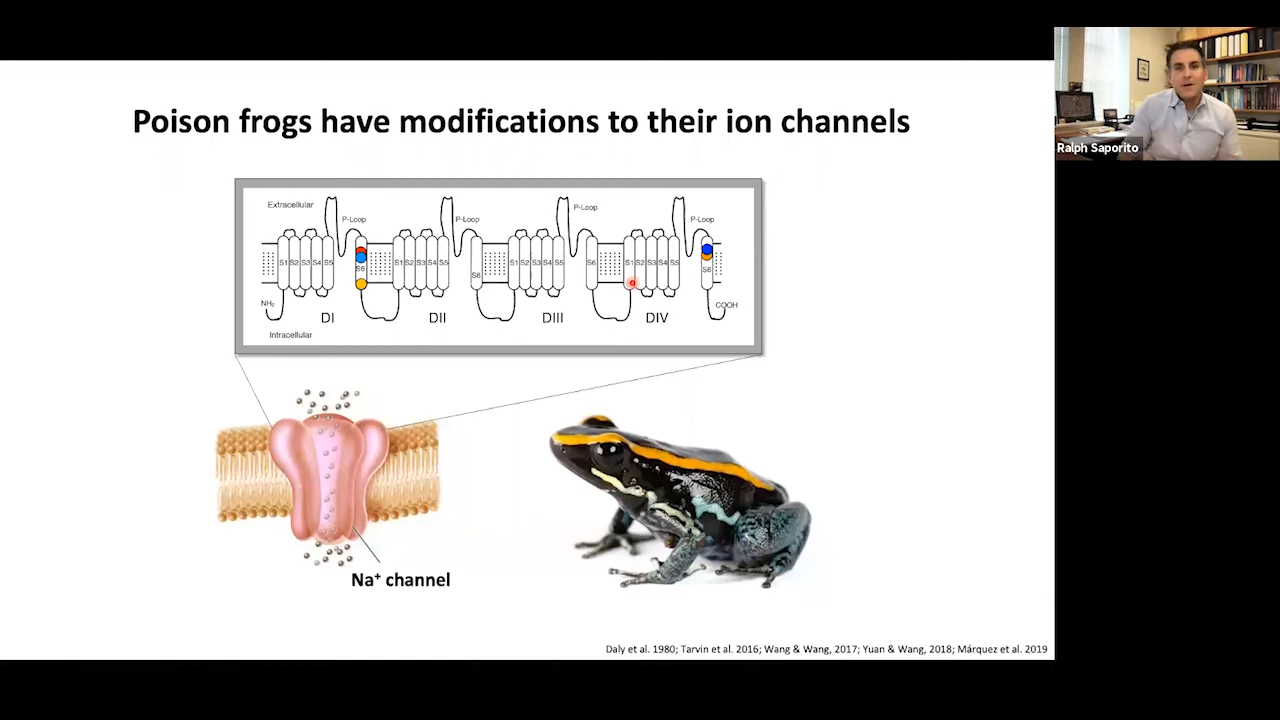 Poison frogs have modifications to their ion channels
Ralph Saporito
Extracellular
P-Loop P-Loop P-Loop P-Loop
S1 S2 S3 S4 S5 S6 S1 S2 S3 S4 S5 S6 S1 S2 S3 S4 S5 S6 S1 S2 S3 S4 S5 S6
NH2 COOH
DI DII DIII DIV
Intracellular
Na+ channel
Daly et al. 1980; Tarvin et al. 2016; Wang & Wang, 2017; Yuan & Wang, 2018; Márquez et al. 2019